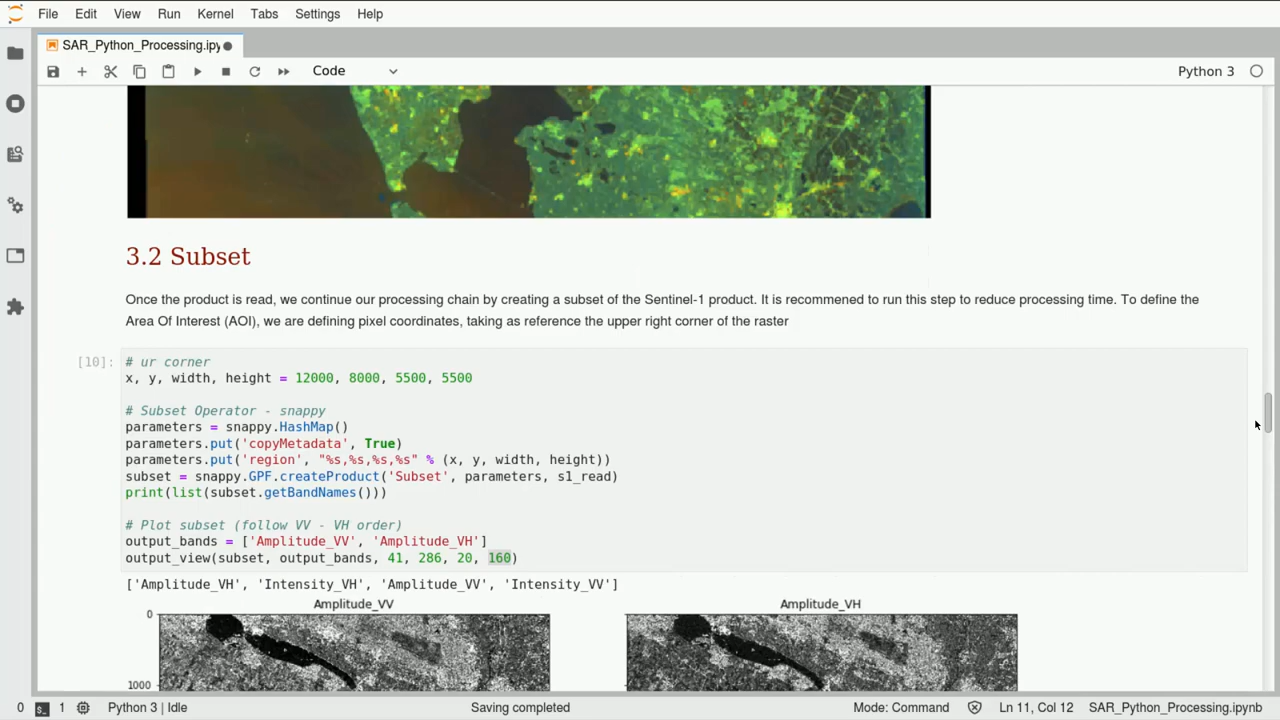 File Edit View Run Kernel Tabs Settings Help
SAR_Python_Processing.ipy
Code
Python 3
3.2 Subset
Once the product is read, we continue our processing chain by creating a subset of the Sentinel-1 product. It is recommened to run this step to reduce processing time. To define the
Area Of Interest (AOI), we are defining pixel coordinates, taking as reference the upper right corner of the raster
[10]:
# ur corner
x, y, width, height = 12000, 8000, 5500, 5500
# Subset Operator - snappy
parameters = snappy.HashMap()
parameters.put('copyMetadata', True)
parameters.put('region', "%s,%s,%s,%s" % (x, y, width, height))
subset = snappy.GPF.createProduct('Subset', parameters, s1_read)
print(list(subset.getBandNames()))
# Plot subset (follow VV - VH order)
output_bands = ['Amplitude_VV', 'Amplitude_VH']
output_view(subset, output_bands, 41, 286, 20, 160)
['Amplitude_VH', 'Intensity_VH', 'Amplitude_VV', 'Intensity_VV']
Amplitude_VV Amplitude_VH
0
1000
0 1 Python 3 | Idle Saving completed Mode: Command Ln 11, Col 12 SAR_Python_Processing.ipynb